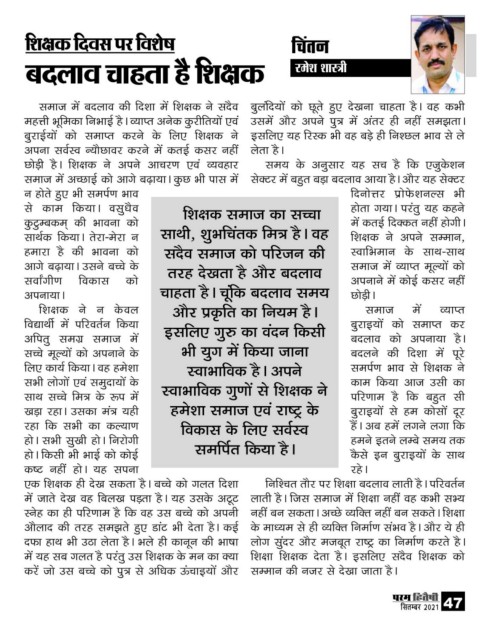 शिक्षक दिवस पर विशेष
बदलाव चाहता है शिक्षक
चिंतन
रमेश शास्त्री
समाज में बदलाव की दिशा में शिक्षक ने सदैव
महत्ती भूमिका निभाई है। व्याप्त अनेक कुरीतियों एवं
बुराईयों को समाप्त करने के लिए शिक्षक ने
अपना सर्वस्व न्यौछावर करने में कतई कसर नहीं
छोड़ी है। शिक्षक ने अपने आचरण एवं व्यवहार
समाज में अच्छाई को आगे बढ़ाया। कुछ भी पास में
न होते हुए भी समर्पण भाव
से काम किया। वसुधैव
कुटुम्बकम् की भावना को
सार्थक किया। तेरा-मेरा न
हमारा है की भावना को
आगे बढ़ाया। उसने बच्चे के
सर्वांगीण विकास को
अपनाया।
शिक्षक ने न केवल
विद्यार्थी में परिवर्तन किया
अपितु समग्र समाज में
सच्चे मूल्यों को अपनाने के
लिए कार्य किया। वह हमेशा
सभी लोगों एवं समुदायों के
साथ सच्चे मित्र के रूप में
खड़ा रहा। उसका मंत्र यही
रहा कि सभी का कल्याण
हो। सभी सुखी हो। निरोगी
हो। किसी भी भाई को कोई
कष्ट नहीं हो। यह सपना
एक शिक्षक ही देख सकता है। बच्चे को गलत दिशा
में जाते देख वह बिलख पड़ता है। यह उसके अटूट
स्नेह का ही परिणाम है कि वह उस बच्चे को अपनी
औलाद की तरह समझते हुए डांट भी देता है। कई
दफा हाथ भी उठा लेता है। भले ही कानून की भाषा
में यह सब गलत है परंतु उस शिक्षक के मन का क्या
करें जो उस बच्चे को पुत्र से अधिक ऊंचाइयों और
शिक्षक समाज का सच्चा
साथी, शुभचिंतक मित्र है। वह
सदैव समाज को परिजन की
तरह देखता है और बदलाव
चाहता है। चूंकि बदलाव समय
और प्रकृति का नियम है।
इसलिए गुरु का वंदन किसी
भी युग में किया जाना
स्वाभाविक है। अपने
स्वाभाविक गुणों से शिक्षक ने
हमेशा समाज एवं राष्ट्र के
विकास के लिए सर्वस्व
समर्पित किया है।
बुलंदियों को छूते हुए देखना चाहता है। वह कभी
उसमें और अपने पुत्र में अंतर ही नहीं समझता।
इसलिए यह रिस्क भी वह बड़े ही निश्छल भाव से ले
लेता है।
समय के अनुसार यह सच है कि एजुकेशन
सेक्टर में बहुत बड़ा बदलाव आया है। और यह सेक्टर
दिनोत्तर प्रोफेशनल्स भी
होता गया। परंतु यह कहने
में कतई दिक्कत नहीं होगी।
शिक्षक ने अपने सम्मान,
स्वाभिमान के साथ-साथ
समाज में व्याप्त मूल्यों को
अपनाने में कोई कसर नहीं
छोड़ी।
समाज में व्याप्त
बुराइयों को समाप्त कर
बदलाव को अपनाया है।
बदलने की दिशा में पूरे
समर्पण भाव से शिक्षक ने
काम किया आज उसी का
परिणाम है कि बहुत सी
बुराइयों से हम कोसों दूर
हैं। अब हमें लगने लगा कि
हमने इतने लम्बे समय तक
कैसे इन बुराइयों के साथ
रहे।
निश्चित तौर पर शिक्षा बदलाव लाती है। परिवर्तन
लाती है। जिस समाज में शिक्षा नहीं वह कभी सभ्य
नहीं बन सकता। अच्छे व्यक्ति नहीं बन सकते। शिक्षा
के माध्यम से ही व्यक्ति निर्माण संभव है। और ये ही
लोग सुंदर और मजबूत राष्ट्र का निर्माण करते है।
शिक्षा शिक्षक देता है। इसलिए सदैव शिक्षक को
सम्मान की नजर से देखा जाता है।
परम हितैषी
सितम्बर 2021
47